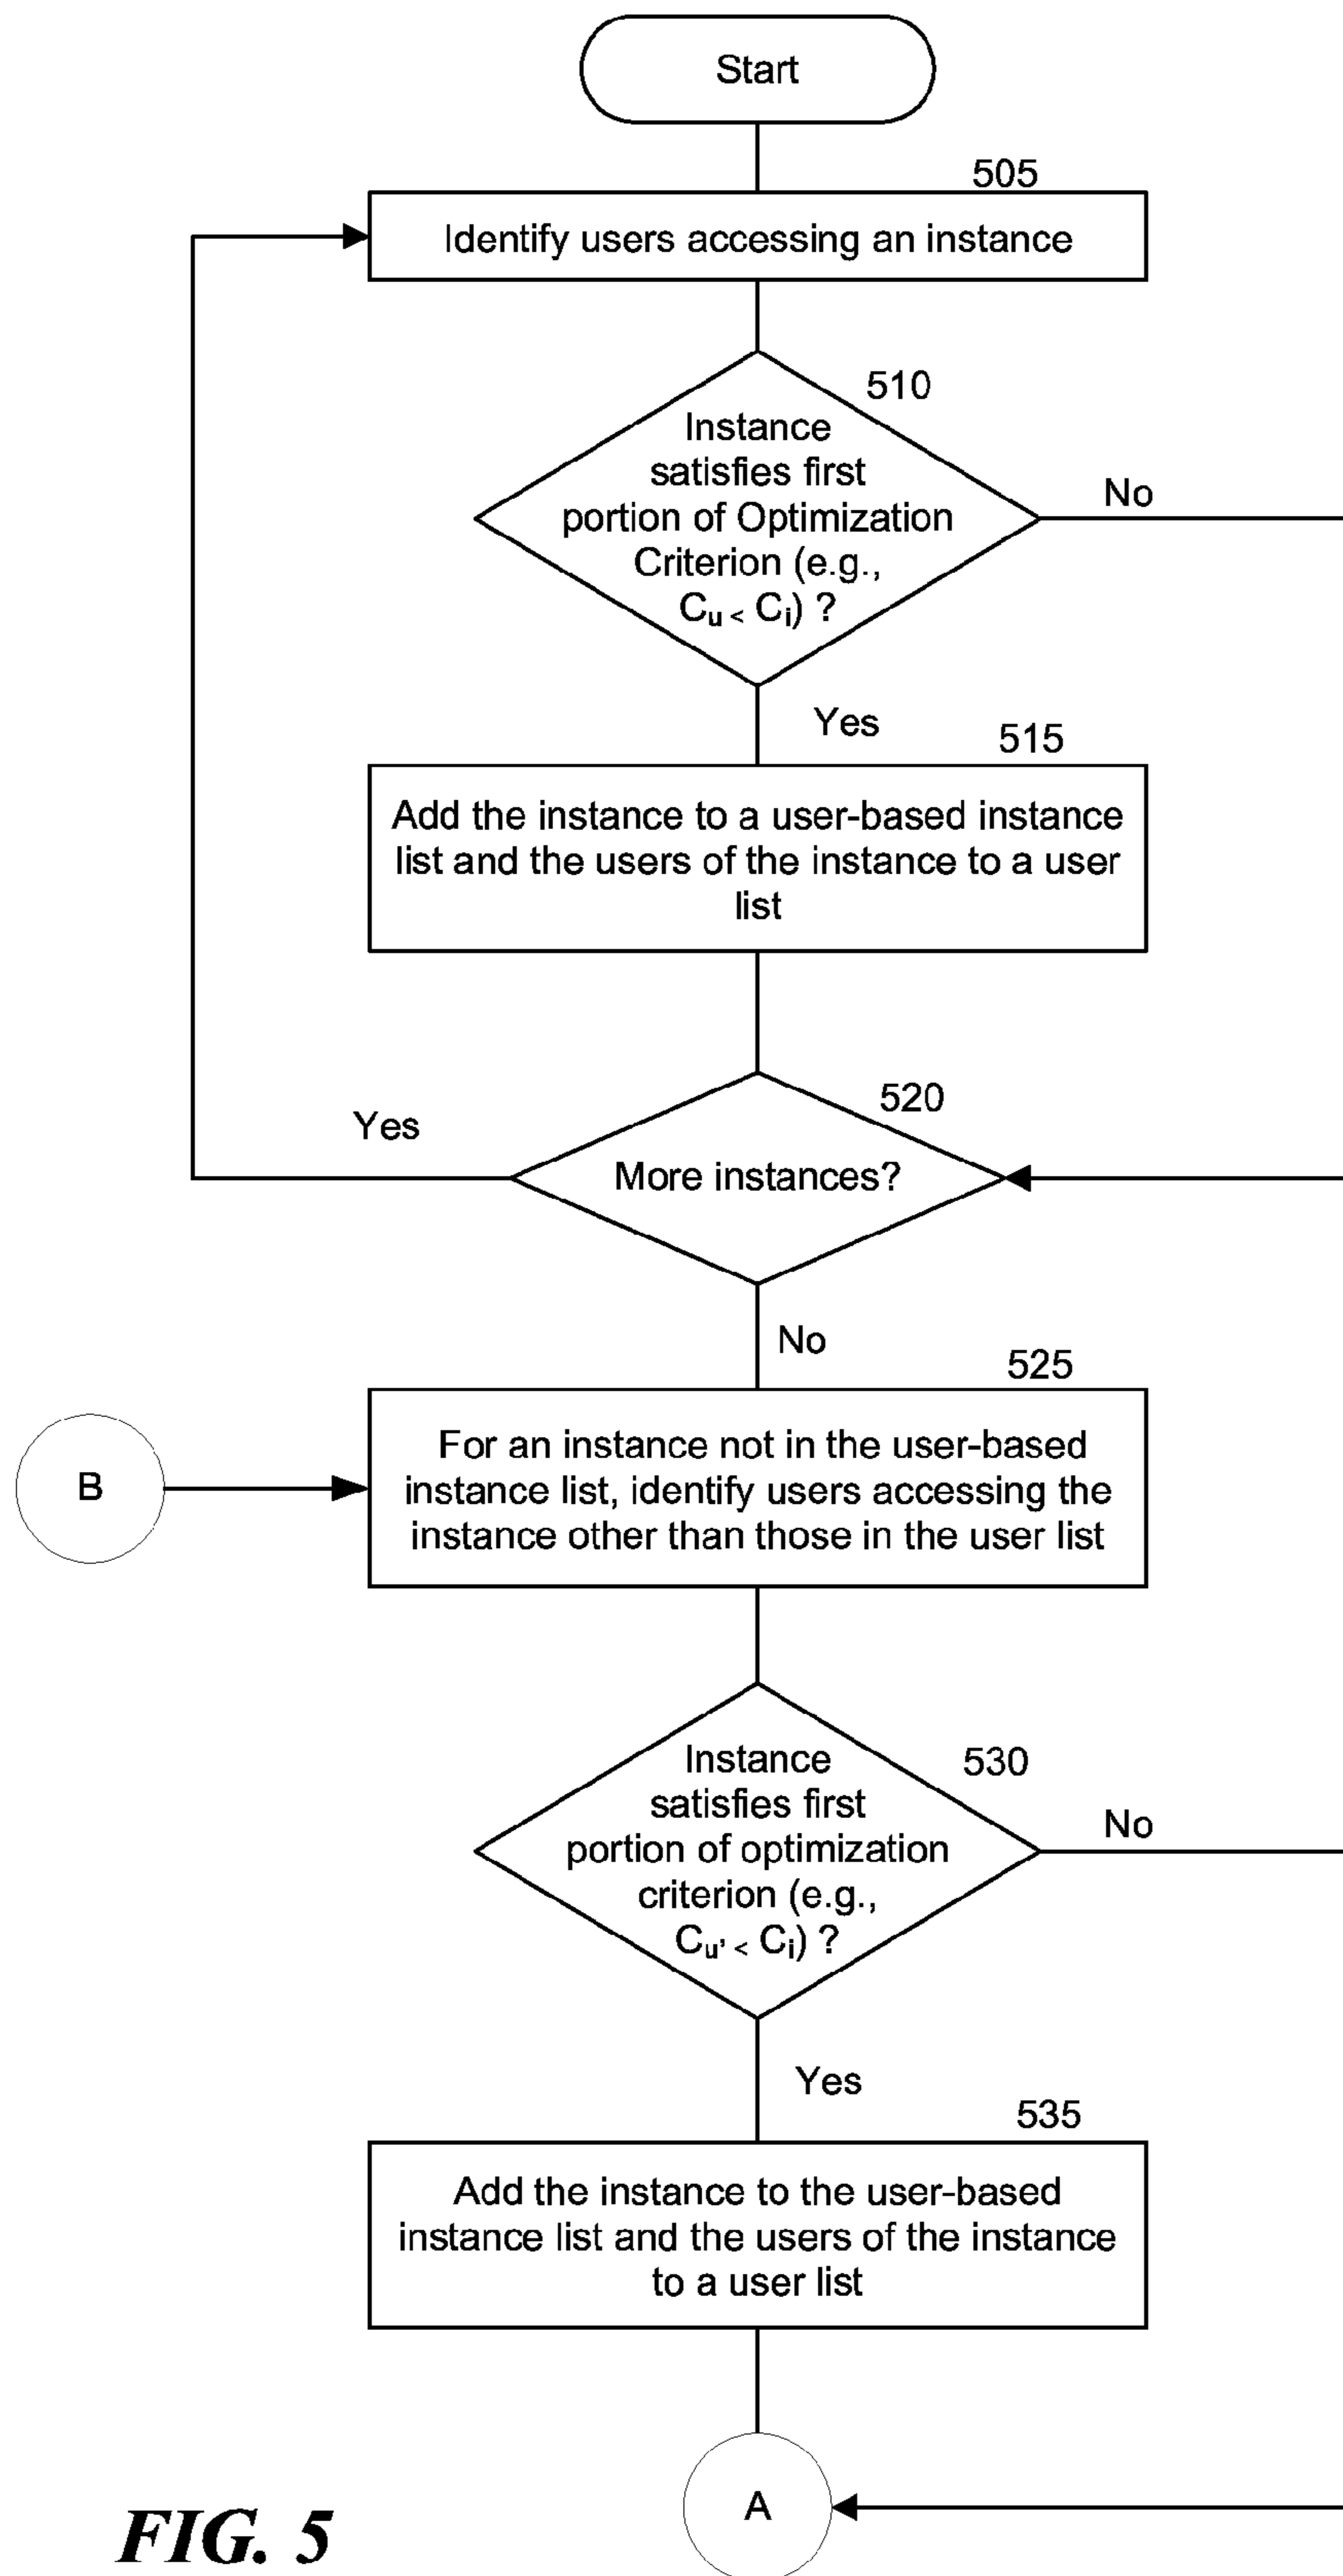 Start
505
Identify users accessing an instance
510
Instance
satisfies first
portion of Optimization
Criterion (e.g.,
Cu < Ci) ?
No
Yes
515
Add the instance to a user-based instance
list and the users of the instance to a user
list
520
Yes
More instances?
No
525
B
For an instance not in the user-based
instance list, identify users accessing the
instance other than those in the user list
530
Instance
satisfies first
portion of optimization
criterion (e.g.,
Cu' < Ci) ?
No
Yes
535
Add the instance to the user-based
instance list and the users of the instance
to a user list
A
FIG. 5